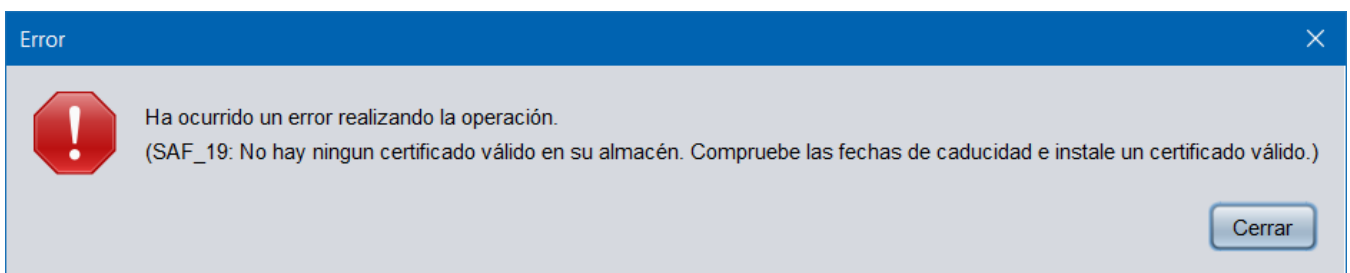 Error
Ha ocurrido un error realizando la operación.
(SAF_19: No hay ningun certificado válido en su almacén. Compruebe las fechas de caducidad e instale un certificado válido.)
Cerrar